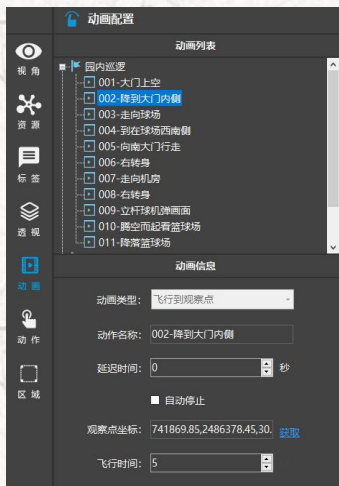 动画配置
视角
资源
标签
透视
动画
动作
区域
动画列表
园内巡逻
001-大门上空
002-降到大门内侧
003-走向球场
004-到在球场西南侧
005-向南大门行走
006-右转身
007-走向机房
008-右转身
009-立杆球机弹画面
010-腾空而起看篮球场
011-降落篮球场
动画信息
动画类型: 飞行到观察点
动作名称: 002-降到大门内侧
延迟时间: 0 秒
自动停止
观察点坐标: 741869.85,2486378.45,30. 获取
飞行时间: 5